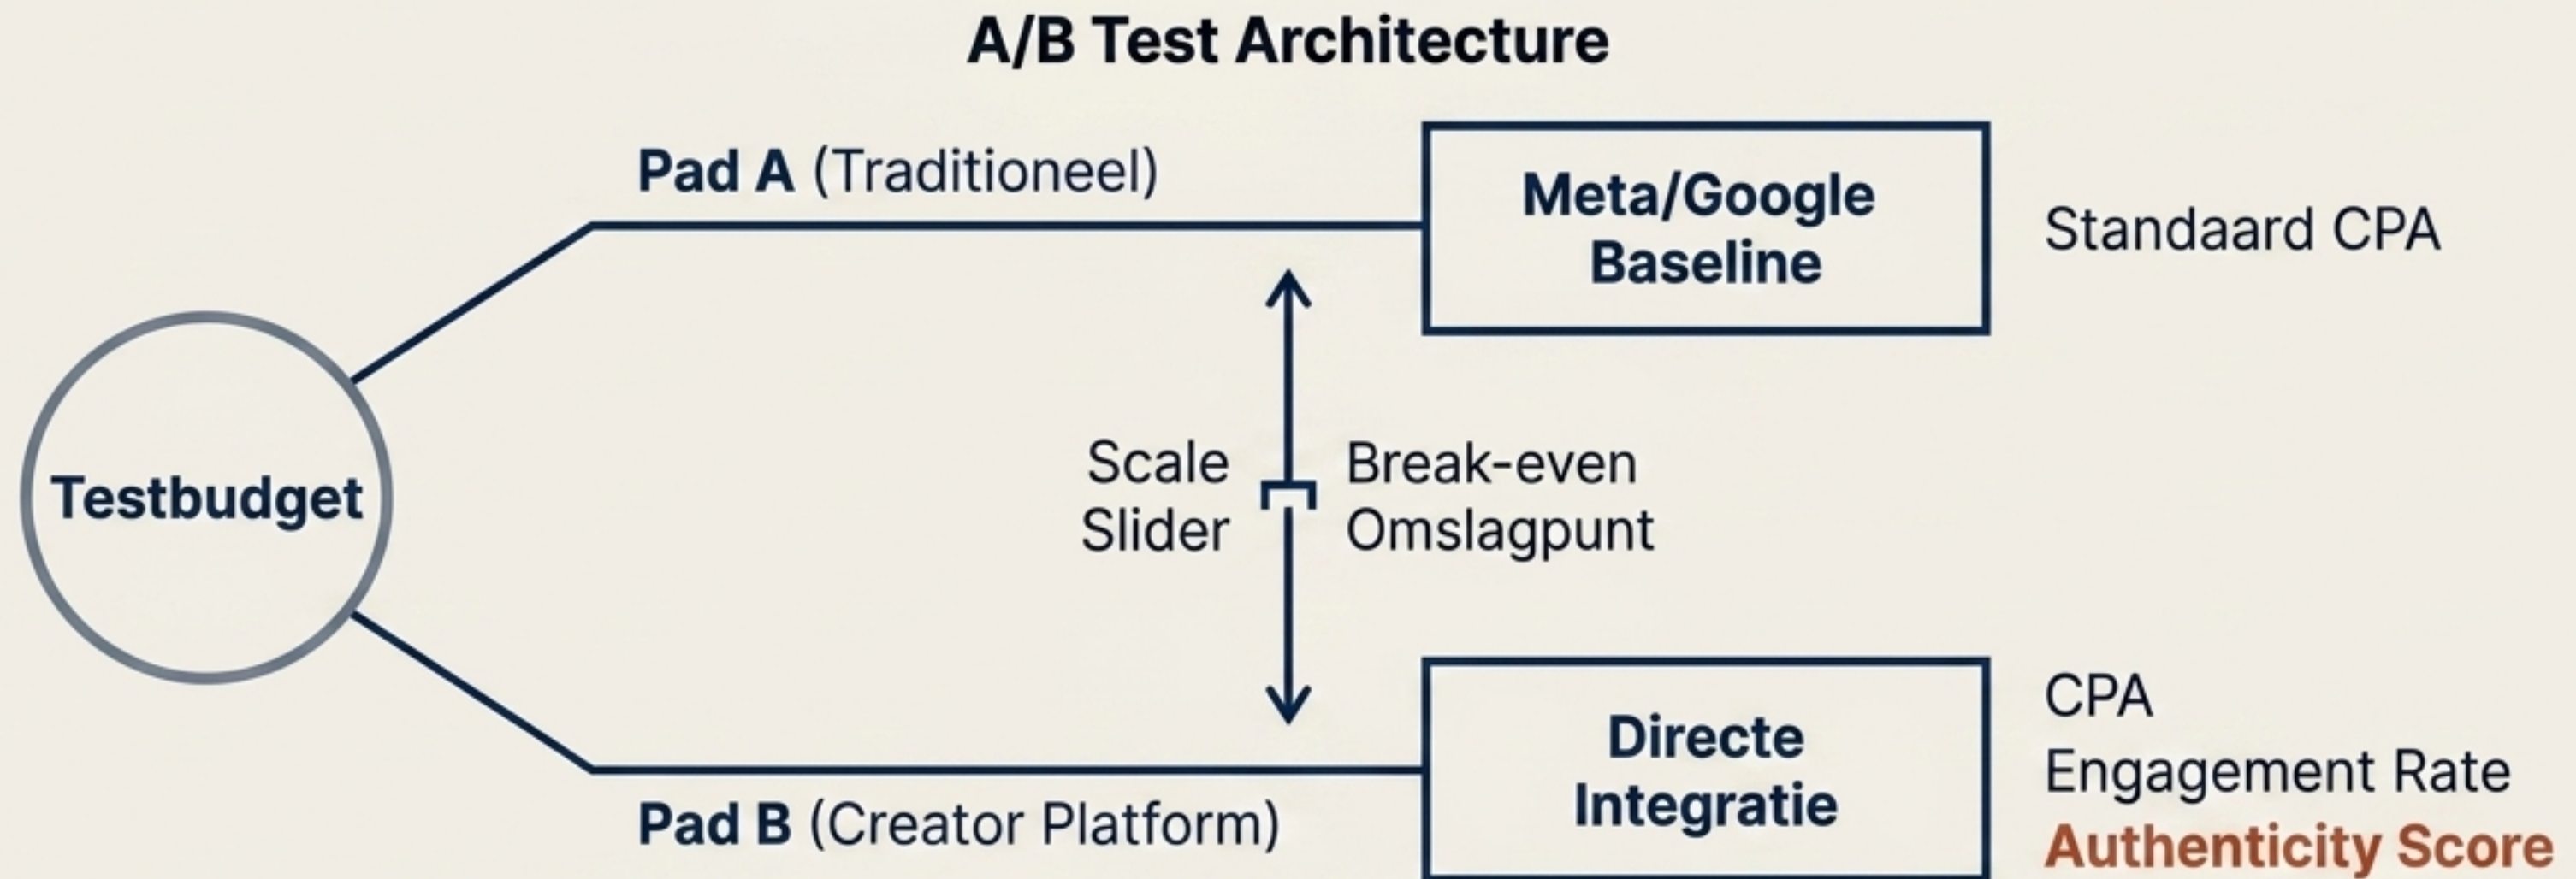 A/B Test Architecture
Pad A (Traditioneel)
Meta/Google
Baseline
Standaard CPA
Testbudget
Scale
Slider
Break-even
Omslagpunt
Pad B (Creator Platform)
Directe
Integratie
CPA
Engagement Rate
Authenticity Score